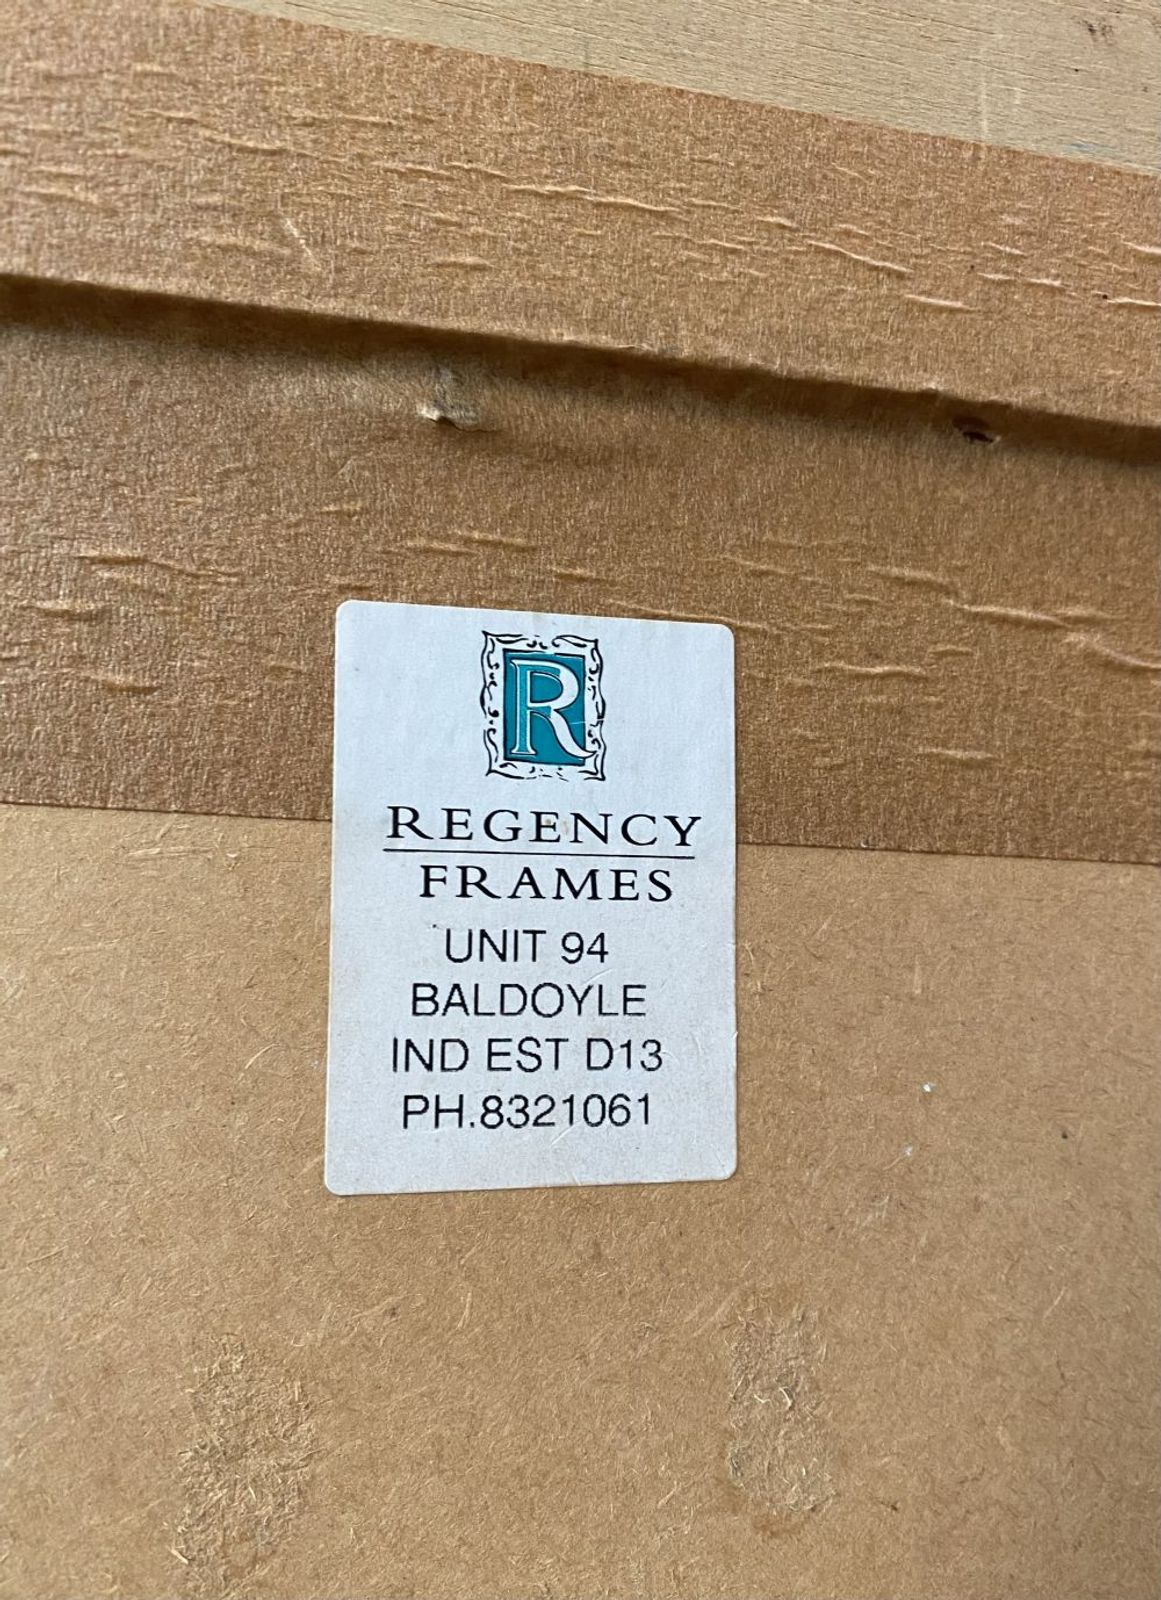 R
REGENCY
FRAMES
UNIT 94
BALDOYLE
IND EST D13
PH.8321061